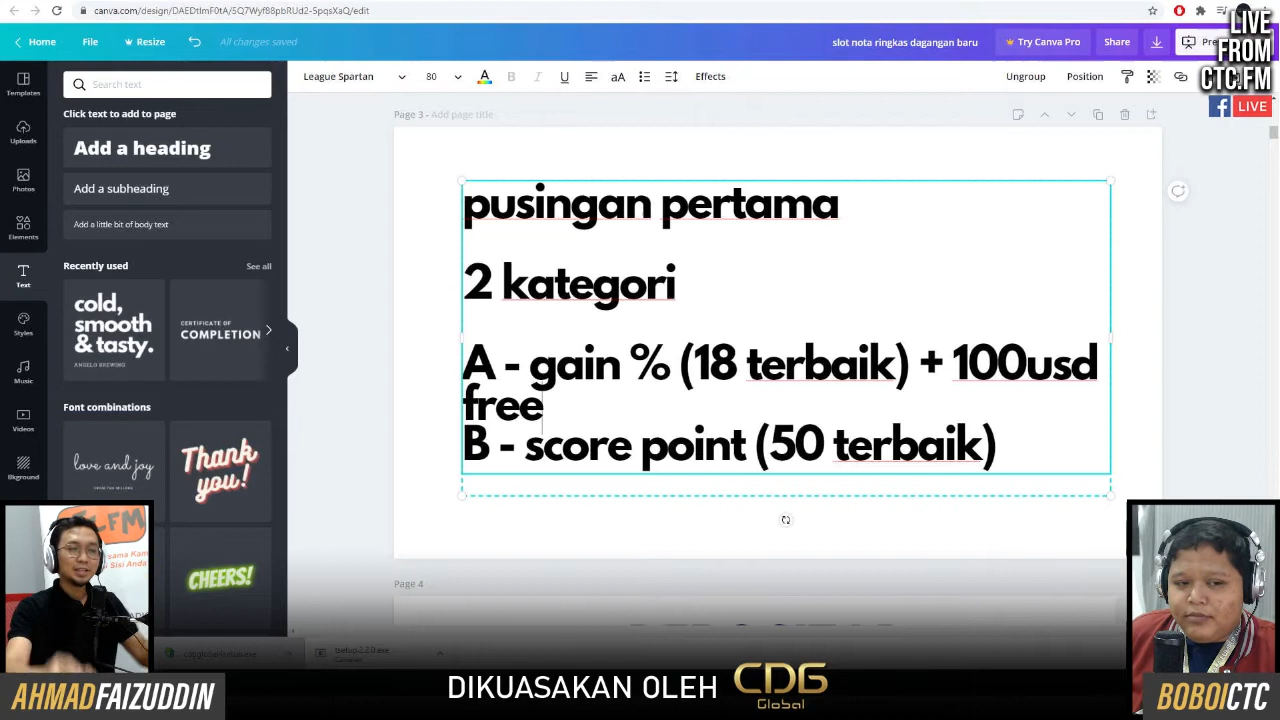 canva.com/design/DAEDtImF0tA/5Q7Wyf88pbRUd2-5pqsXaQ/edit
Home
File
Resize
All changes saved
slot nota ringkas dagangan baru
Try Canva Pro
Share
LIVE
FROM
CTC.FM
LIVE
Templates
Uploads
Photos
Elements
Text
Styles
Music
Videos
Bkground
Search text
Click text to add to page
Add a heading
Add a subheading
Add a little bit of body text
Recently used
See all
cold,
smooth
& tasty.
ANGELO BREWING
CERTIFICATE OF
COMPLETION
Font combinations
love and joy
Thank
you!
CHEERS!
League Spartan
80
A
B
I
U
aA
Effects
Ungroup
Position
Page 3 - Add page title
pusingan pertama
2 kategori
A - gain % (18 terbaik) + 100usd
free
B - score point (50 terbaik)
Page 4
AHMADFAIZUDDIN
DIKUASAKAN OLEH
CDG
Global
BOBOICTC